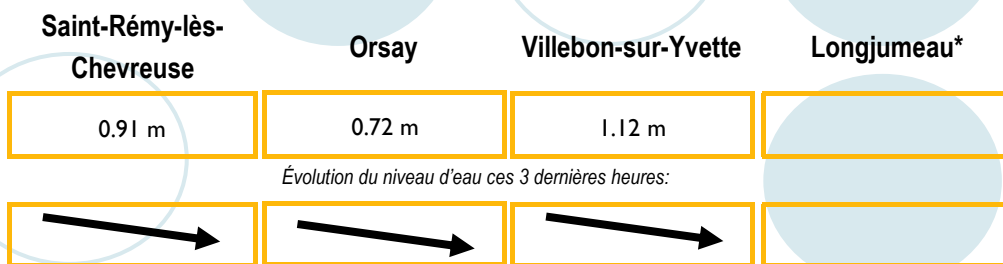 Saint-Rémy-lès-
Chevreuse
Orsay
Villebon-sur-Yvette
Longjumeau*
0.91 m
0.72 m
1.12 m
Évolution du niveau d’eau ces 3 dernières heures: